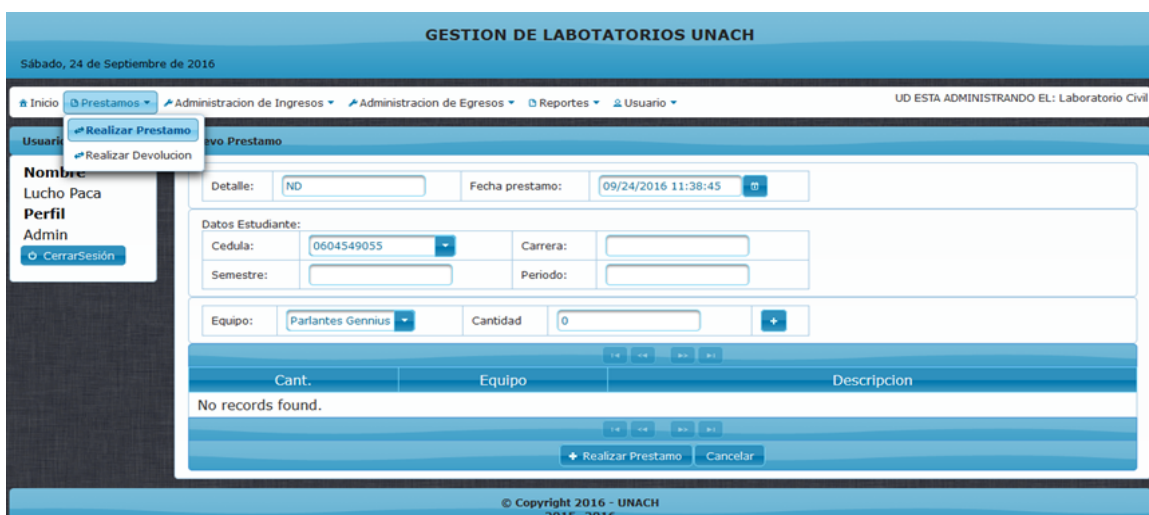 GESTION DE LABOTATORIOS UNACH
Sábado, 24 de Septiembre de 2016
Inicio Prestamos Administracion de Ingresos Administracion de Egresos Reportes Usuario UD ESTA ADMINISTRANDO EL: Laboratorio Civil
Realizar Prestamo
Realizar Devolucion
Prestamo
Nombre
Lucho Paca
Perfil
Admin
CerrarSesión
Detalle: ND Fecha prestamo: 09/24/2016 11:38:45
Datos Estudiante:
Cedula: 0604549055 Carrera:
Semestre: Periodo:
Equipo: Parlantes Gennius Cantidad 0
Cant. Equipo Descripcion
No records found.
Realizar Prestamo Cancelar
© Copyright 2016 - UNACH